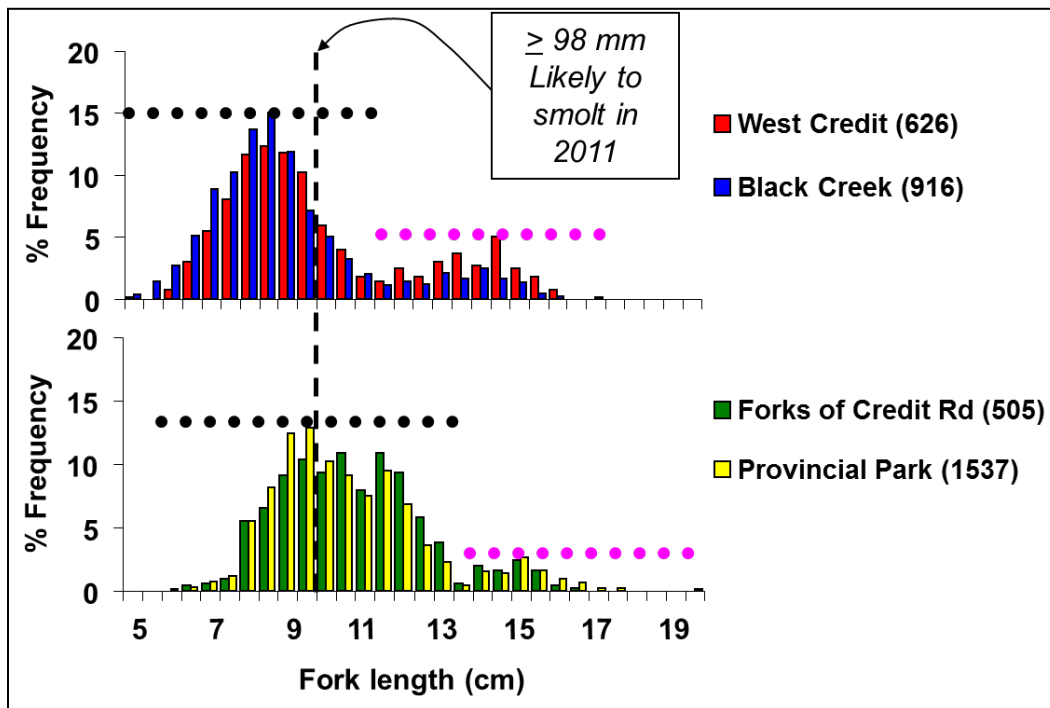 ≥ 98 mm
Likely to
smolt in
2011
% Frequency
20
15
10
5
0
West Credit (626)
Black Creek (916)
% Frequency
20
15
10
5
0
Forks of Credit Rd (505)
Provincial Park (1537)
5 7 9 11 13 15 17 19
Fork length (cm)